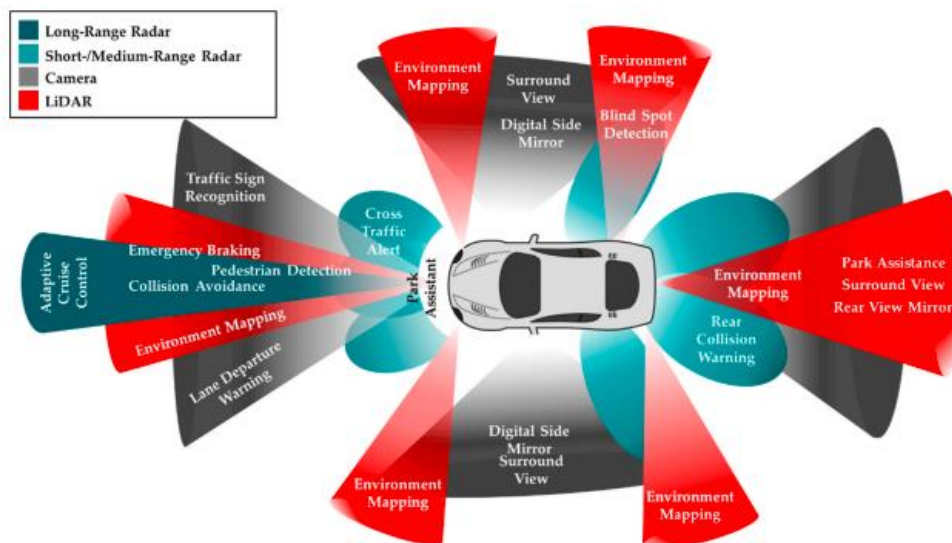 Long-Range Radar
Short-/Medium-Range Radar
Camera
LiDAR
Environment
Mapping
Surround
View
Digital Side
Mirror
Environment
Mapping
Blind Spot
Detection
Traffic Sign
Recognition
Cross
Traffic
Alert
Emergency Braking
Pedestrian Detection
Collision Avoidance
Adaptive
Cruise
Control
Park
Assistant
Environment Mapping
Lane Departure
Warning
Environment
Mapping
Park Assistance
Surround View
Rear View Mirror
Rear
Collision
Warning
Digital Side
Mirror
Surround
View
Environment
Mapping
Environment
Mapping